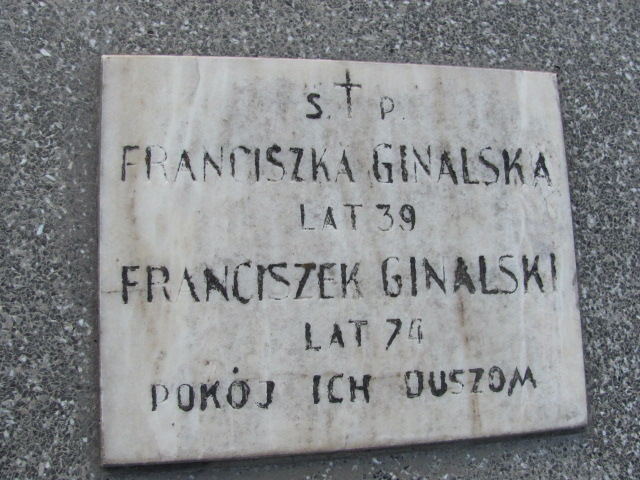 S. † P.
FRANCISZKA GINALSKA
LAT 39
FRANCISZEK GINALSKI
LAT 74
POKÓJ ICH DUSZOM